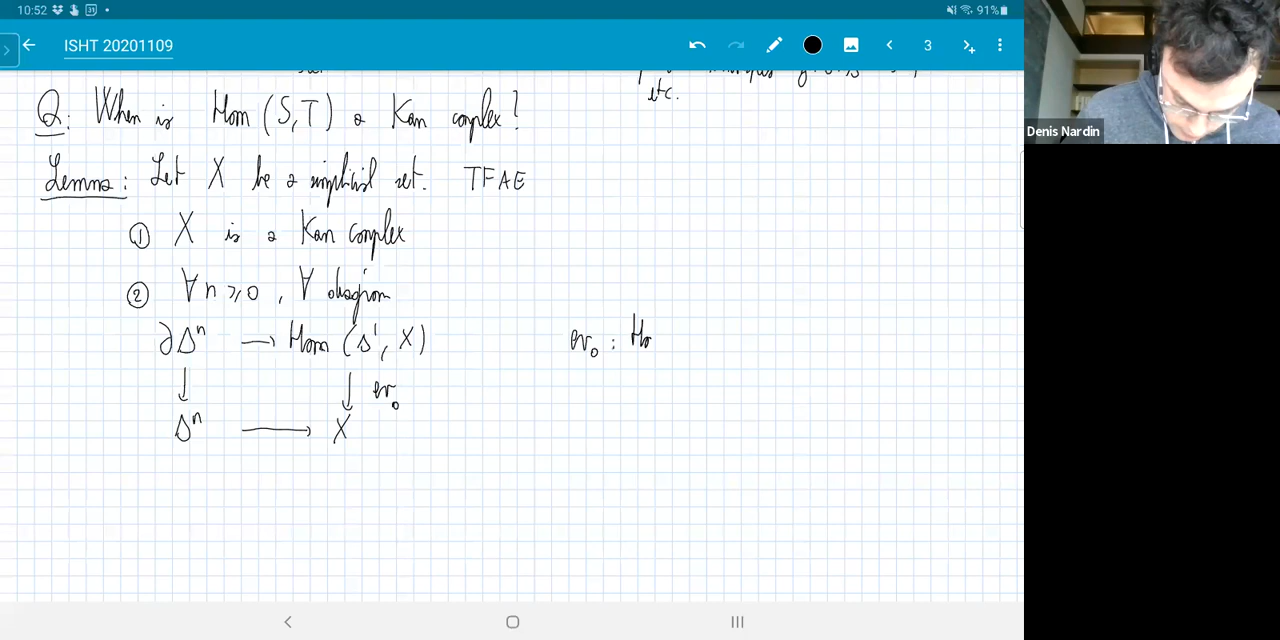 10:52
91%
ISHT 20201109
3
etc.
Q: When is Hom (S,T) a Kan complex?
Lemma: Let X be a simplicial set. TFAE
① X is a Kan complex
② ∀ n ≥ 0, ∀ diagram
∂Δⁿ → Hom (Δ¹, X)
ev₀ : Ho
↓ ↓ ev₀
Δⁿ → X
Denis Nardin